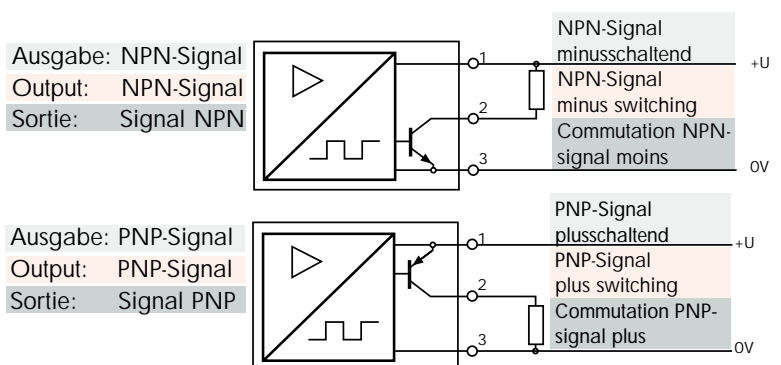 Ausgabe: NPN-Signal
Output: NPN-Signal
Sortie: Signal NPN
1
2
3
NPN-Signal
minusschaltend
NPN-Signal
minus switching
Commutation NPN-
signal moins
+U
0V
Ausgabe: PNP-Signal
Output: PNP-Signal
Sortie: Signal PNP
1
2
3
PNP-Signal
plusschaltend
PNP-Signal
plus switching
Commutation PNP-
signal plus
+U
0V